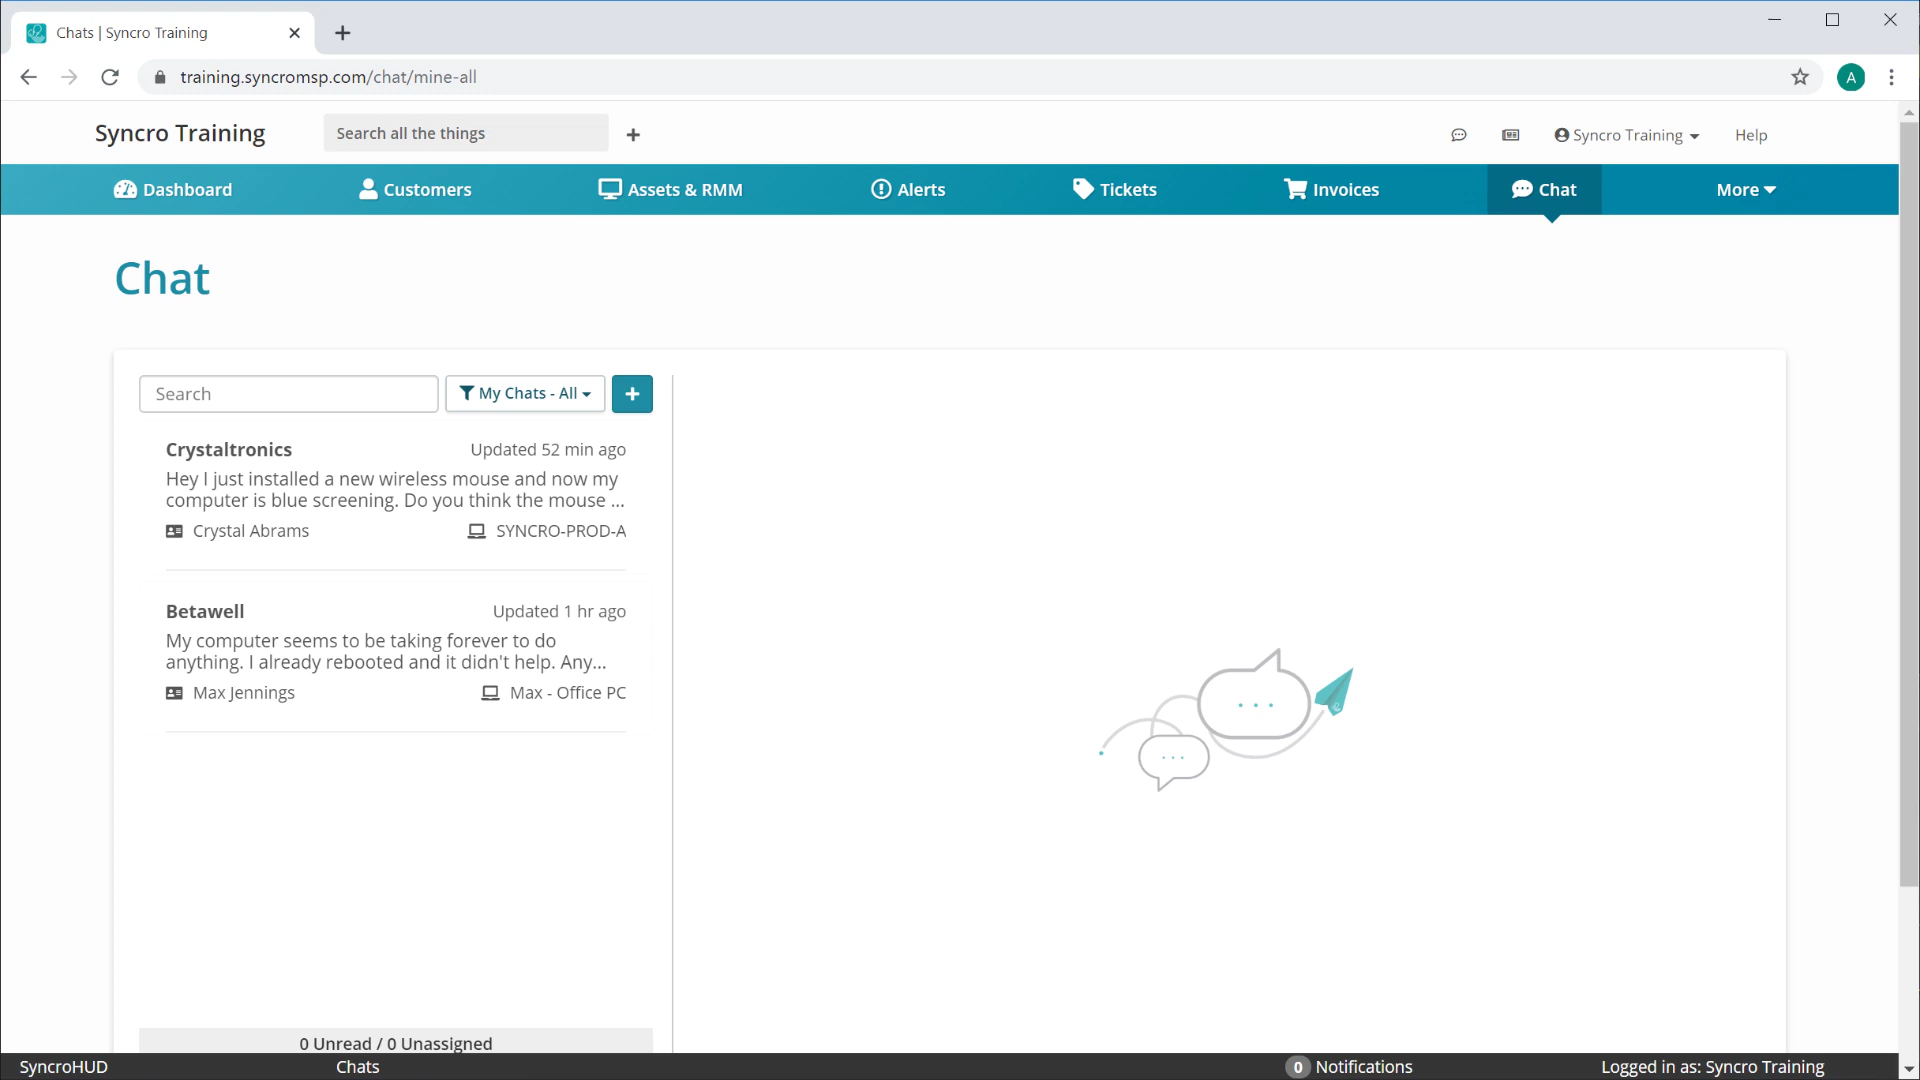 Chats | Syncro Training
training.syncromsp.com/chat/mine-all
A
Syncro Training
Search all the things
Syncro Training
Help
Dashboard
Customers
Assets & RMM
Alerts
Tickets
Invoices
Chat
More
Chat
Search
My Chats - All
Crystaltronics
Updated 52 min ago
Hey I just installed a new wireless mouse and now my
computer is blue screening. Do you think the mouse ...
Crystal Abrams
SYNCRO-PROD-A
Betawell
Updated 1 hr ago
My computer seems to be taking forever to do
anything. I already rebooted and it didn't help. Any...
Max Jennings
Max - Office PC
0 Unread / 0 Unassigned
SyncroHUD
Chats
0 Notifications
Logged in as: Syncro Training